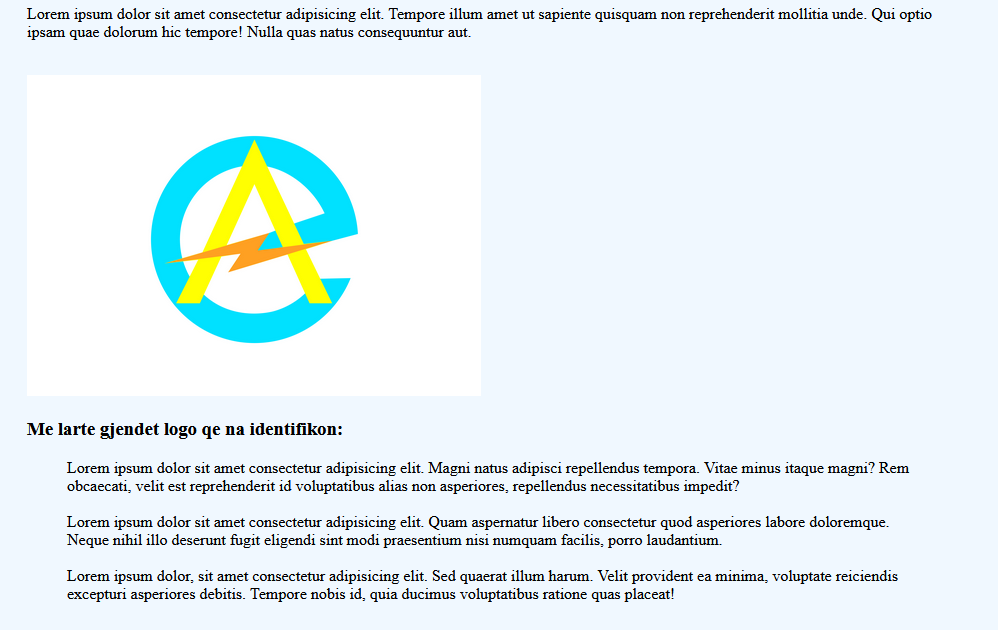 Lorem ipsum dolor sit amet consectetur adipisicing elit. Tempore illum amet ut sapiente quisquam non reprehenderit mollitia unde. Qui optio
ipsam quae dolorum hic tempore! Nulla quas natus consequuntur aut.
Me larte gjendet logo qe na identifikon:
Lorem ipsum dolor sit amet consectetur adipisicing elit. Magni natus adipisci repellendus tempora. Vitae minus itaque magni? Rem
obcaecati, velit est reprehenderit id voluptatibus alias non asperiores, repellendus necessitatibus impedit?
Lorem ipsum dolor sit amet consectetur adipisicing elit. Quam aspernatur libero consectetur quod asperiores labore doloremque.
Neque nihil illo deserunt fugit eligendi sint modi praesentium nisi numquam facilis, porro laudantium.
Lorem ipsum dolor, sit amet consectetur adipisicing elit. Sed quaerat illum harum. Velit provident ea minima, voluptate reiciendis
excepturi asperiores debitis. Tempore nobis id, quia ducimus voluptatibus ratione quas placeat!